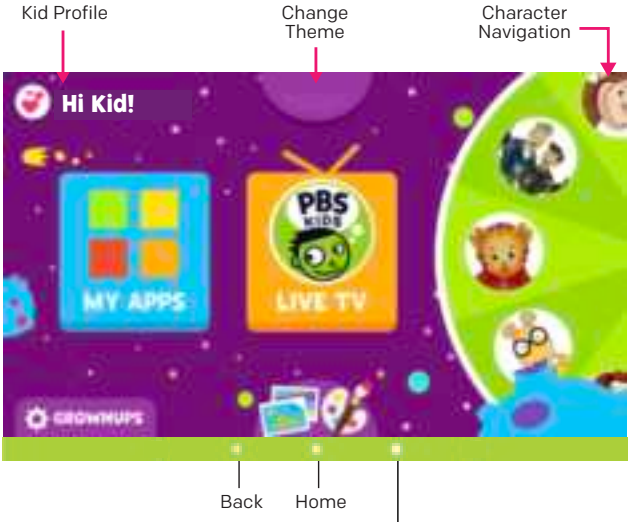 Kid Profile
Change
Theme
Character
Navigation
Hi Kid!
PBS
KIDS
MY APPS
LIVE TV
GROWNUPS
Back
Home